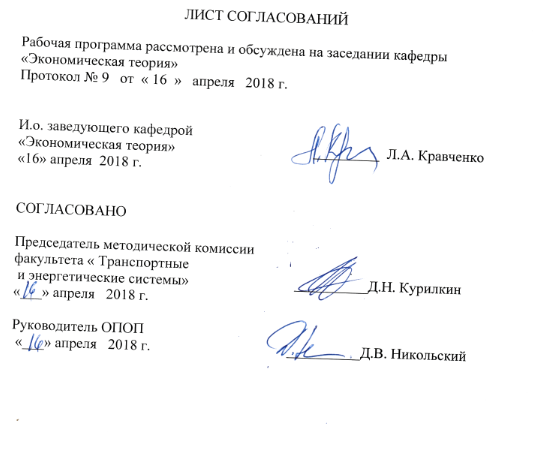 ЛИСТ СОГЛАСОВАНИЙ
Рабочая программа рассмотрена и обсуждена на заседании кафедры
«Экономическая теория»
Протокол № 9 от « 16 » апреля 2018 г.
И.о. заведующего кафедрой
«Экономическая теория»
«16» апреля 2018 г.
Л.А. Кравченко
СОГЛАСОВАНО
Председатель методической комиссии
факультета « Транспортные
и энергетические системы»
«16» апреля 2018 г.
Д.Н. Курилкин
Руководитель ОПОП
«16» апреля 2018 г.
Д.В. Никольский